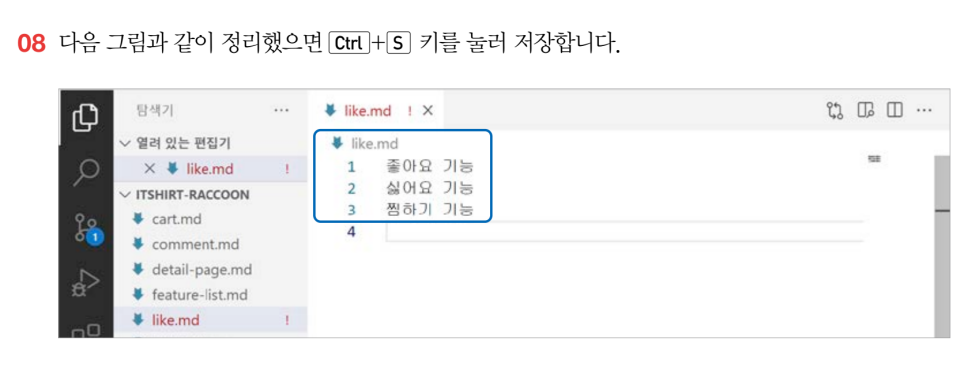 08 다음 그림과 같이 정리했으면 Ctrl+S 키를 눌러 저장합니다.
탐색기 ···
like.md ! ×
열려 있는 편집기
× like.md !
ITSHIRT-RACCOON
cart.md
comment.md
detail-page.md
feature-list.md
like.md !
1
like.md
1 좋아요 기능
2 싫어요 기능
3 찜하기 기능
4